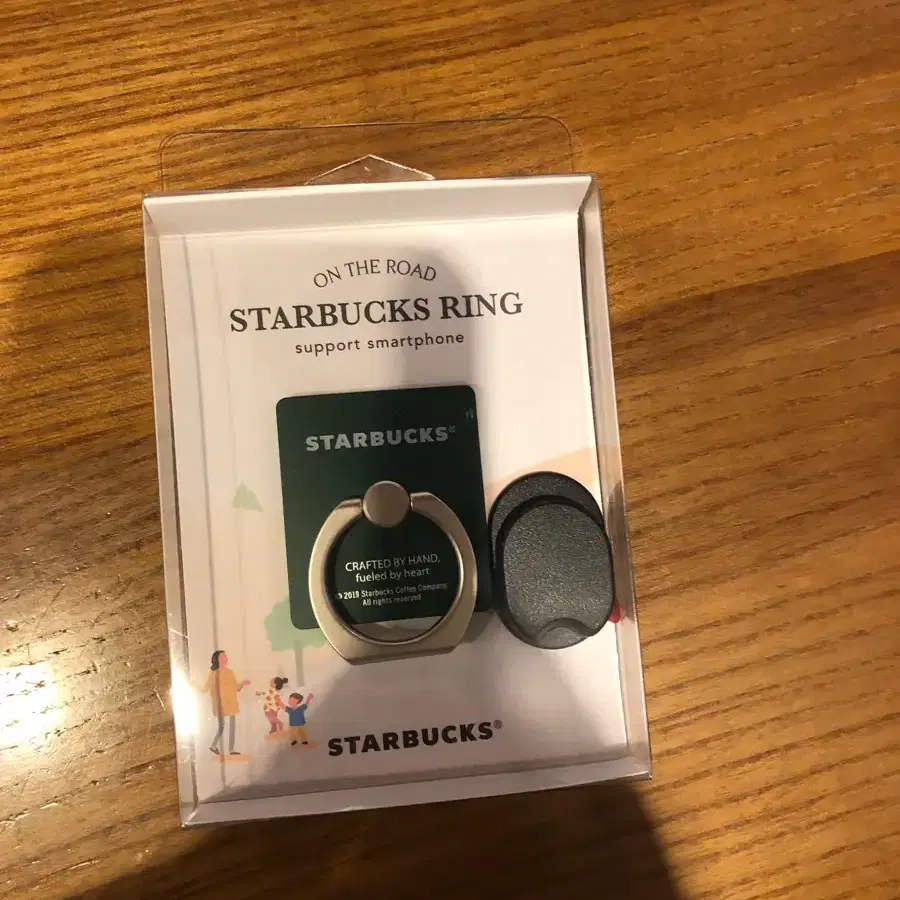 ON THE ROAD
STARBUCKS RING
support smartphone
STARBUCKS®
CRAFTED BY HAND,
fueled by heart
© 2019 Starbucks Coffee Company.
All rights reserved
STARBUCKS®